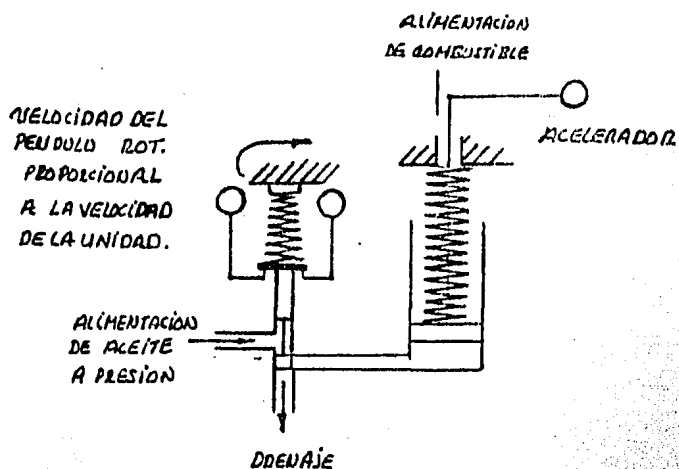 ALIMENTACION
DE COMBUSTIBLE
ACELERADOR
VELOCIDAD DEL
PENDULO ROT.
PROPORCIONAL
A LA VELOCIDAD
DE LA UNIDAD.
ALIMENTACION
DE ACEITE
A PRESION
DRENAJE